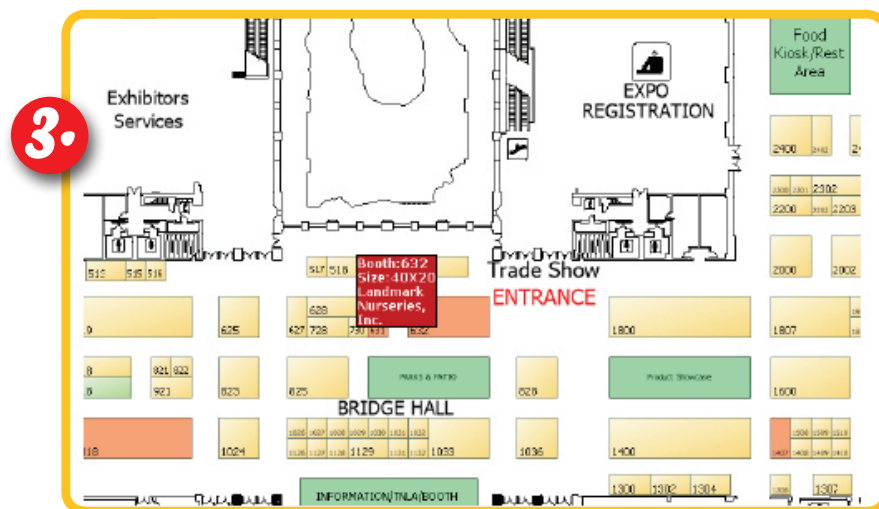 3.
Exhibitors
Services
EXPO
REGISTRATION
Food
Kiosk/Rest
Area
2400
2302
2200 2203
2000 2002
513 515 516
517 518
Booth:632
Size:40X20
Landmark
Nurseries,
Inc.
Trade Show
ENTRANCE
628
625 627 728 632
1800 1807
821 822
823 825 828 921
PARKS & PATIO
Product Showcase
1600
BRIDGE HALL
1024 1129 1033 1036 1400
1300 1302 1304 1307
INFORMATION/TNLA/BOOTH